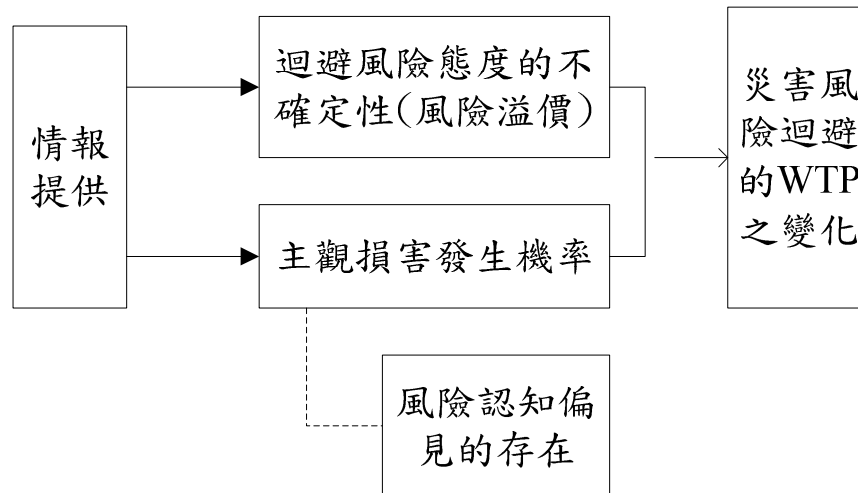 情報
提供
迴避風險態度的不
確定性(風險溢價)
主觀損害發生機率
風險認知偏
見的存在
災害風
險迴避
的WTP
之變化